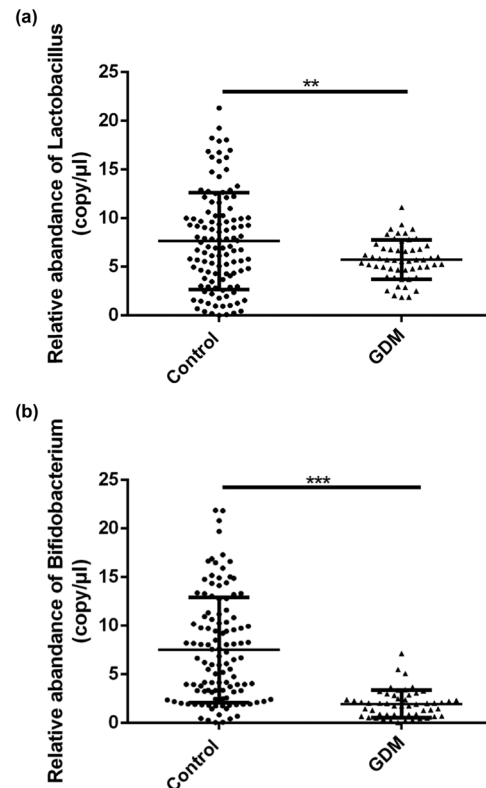 (a)
Relative abandance of Lactobacillus
(copy/μl)
25
20
15
10
5
0
**
Control
GDM
(b)
Relative abandance of Bifidobacterium
(copy/μl)
25
20
15
10
5
0
***
Control
GDM